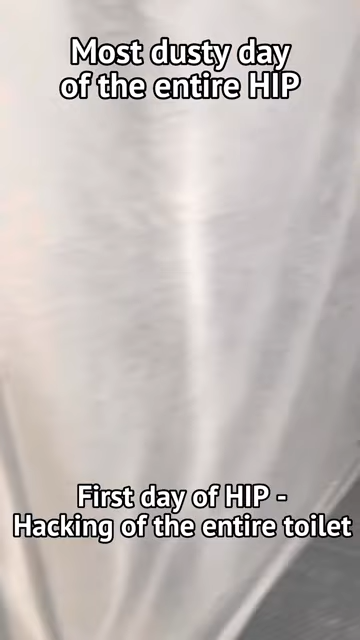 Most dusty day
of the entire HIP
First day of HIP -
Hacking of the entire toilet